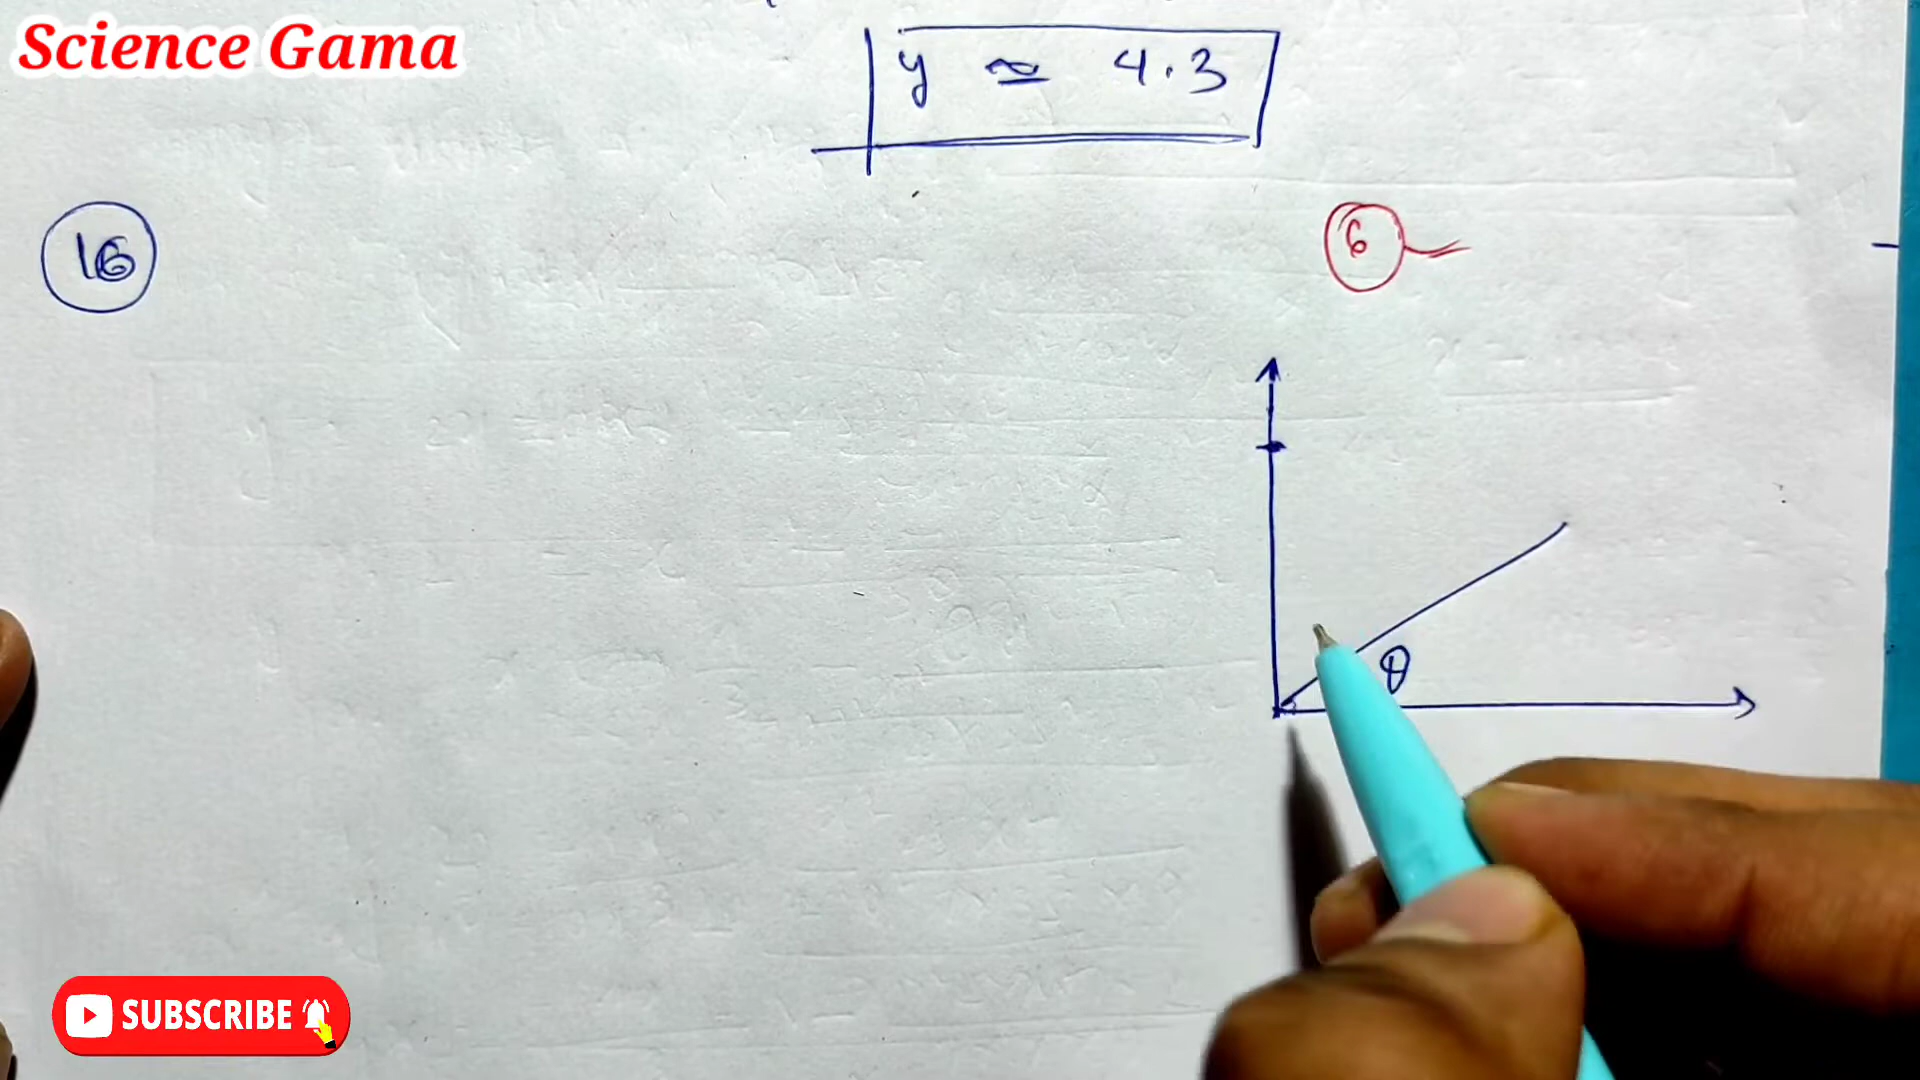 Science Gama
y ≈ 4.3
16
6
θ
SUBSCRIBE